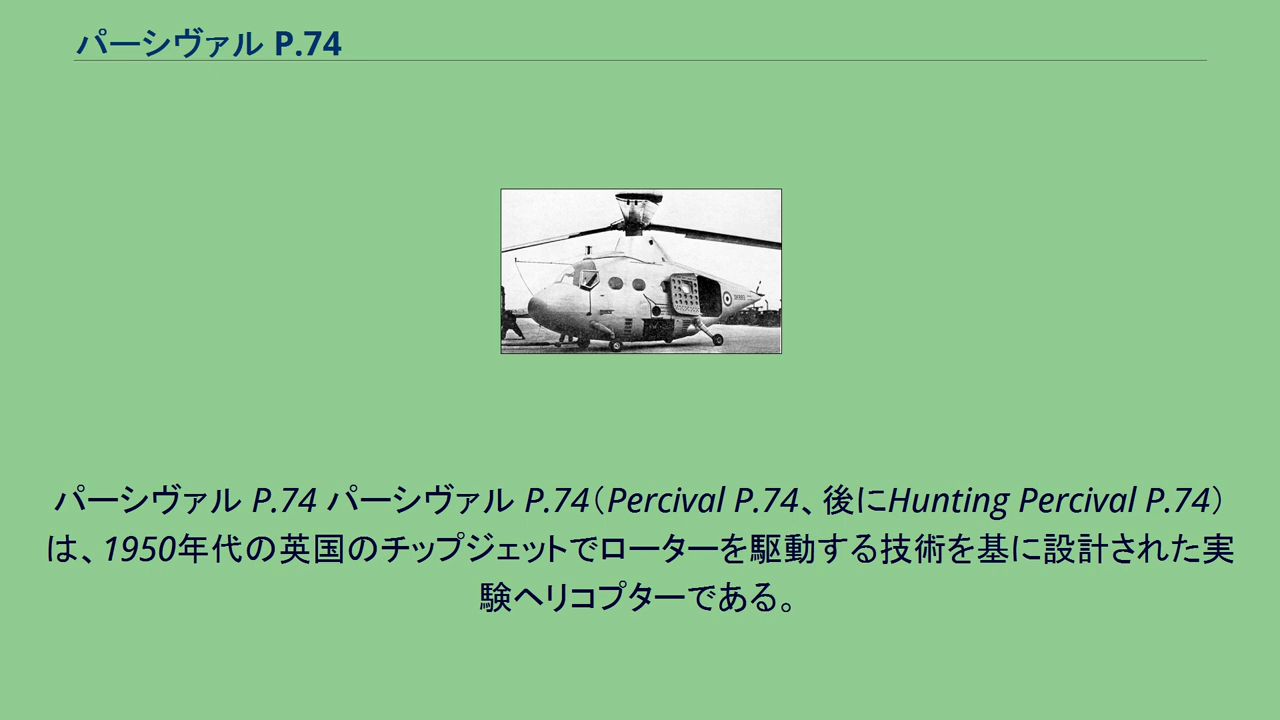 パーシヴァル P.74
パーシヴァル P.74 パーシヴァル P.74（Percival P.74、後にHunting Percival P.74）
は、1950年代の英国のチップジェットでローターを駆動する技術を基に設計された実
験ヘリコプターである。